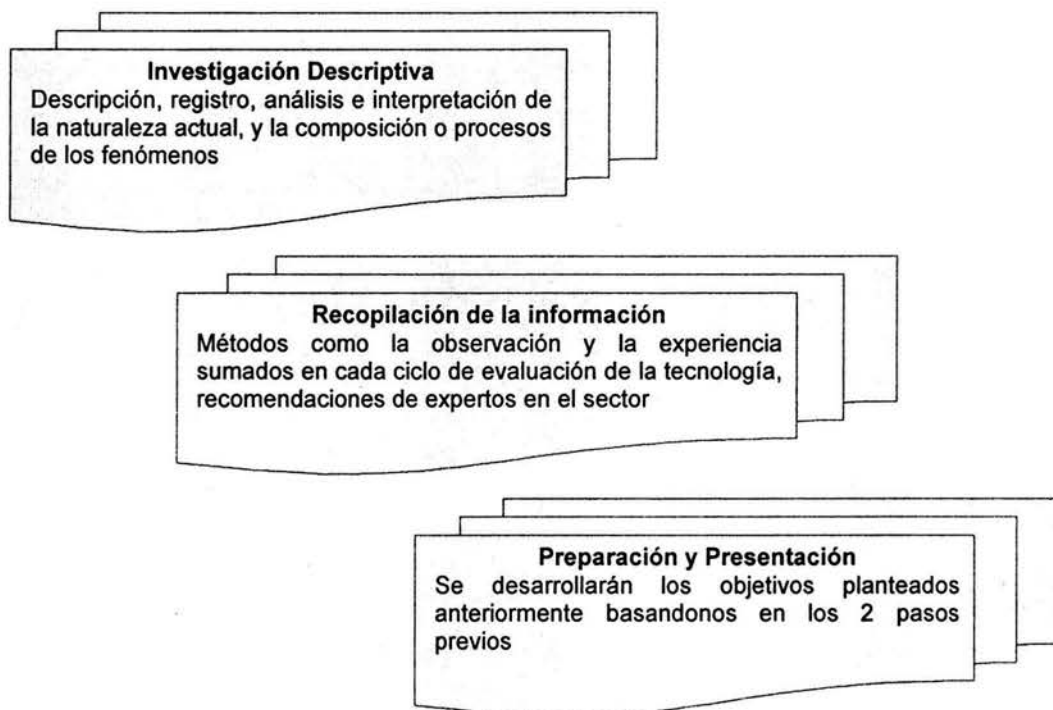 Investigación Descriptiva
Descripción, registro, análisis e interpretación de
la naturaleza actual, y la composición o procesos
de los fenómenos
Recopilación de la información
Métodos como la observación y la experiencia
sumados en cada ciclo de evaluación de la tecnología,
recomendaciones de expertos en el sector
Preparación y Presentación
Se desarrollarán los objetivos planteados
anteriormente basandonos en los 2 pasos
previos